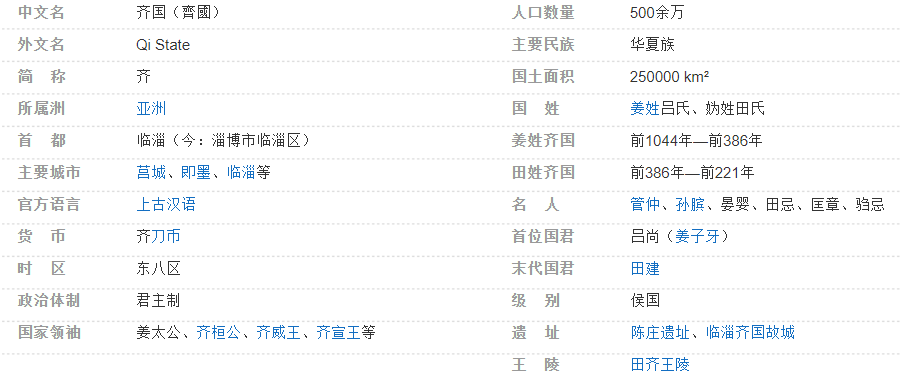 中文名 齐国（齊國）
外文名 Qi State
简 称 齐
所属洲 亚洲
首 都 临淄（今：淄博市临淄区）
主要城市 莒城、即墨、临淄等
官方语言 上古汉语
货 币 齐刀币
时 区 东八区
政治体制 君主制
国家领袖 姜太公、齐桓公、齐威王、齐宣王等
人口数量 500余万
主要民族 华夏族
国土面积 250000 km²
国 姓 姜姓吕氏、妫姓田氏
姜姓齐国 前1044年—前386年
田姓齐国 前386年—前221年
名 人 管仲、孙膑、晏婴、田忌、匡章、驺忌
首位国君 吕尚（姜子牙）
末代国君 田建
级 别 侯国
遗 址 陈庄遗址、临淄齐国故城
王 陵 田齐王陵